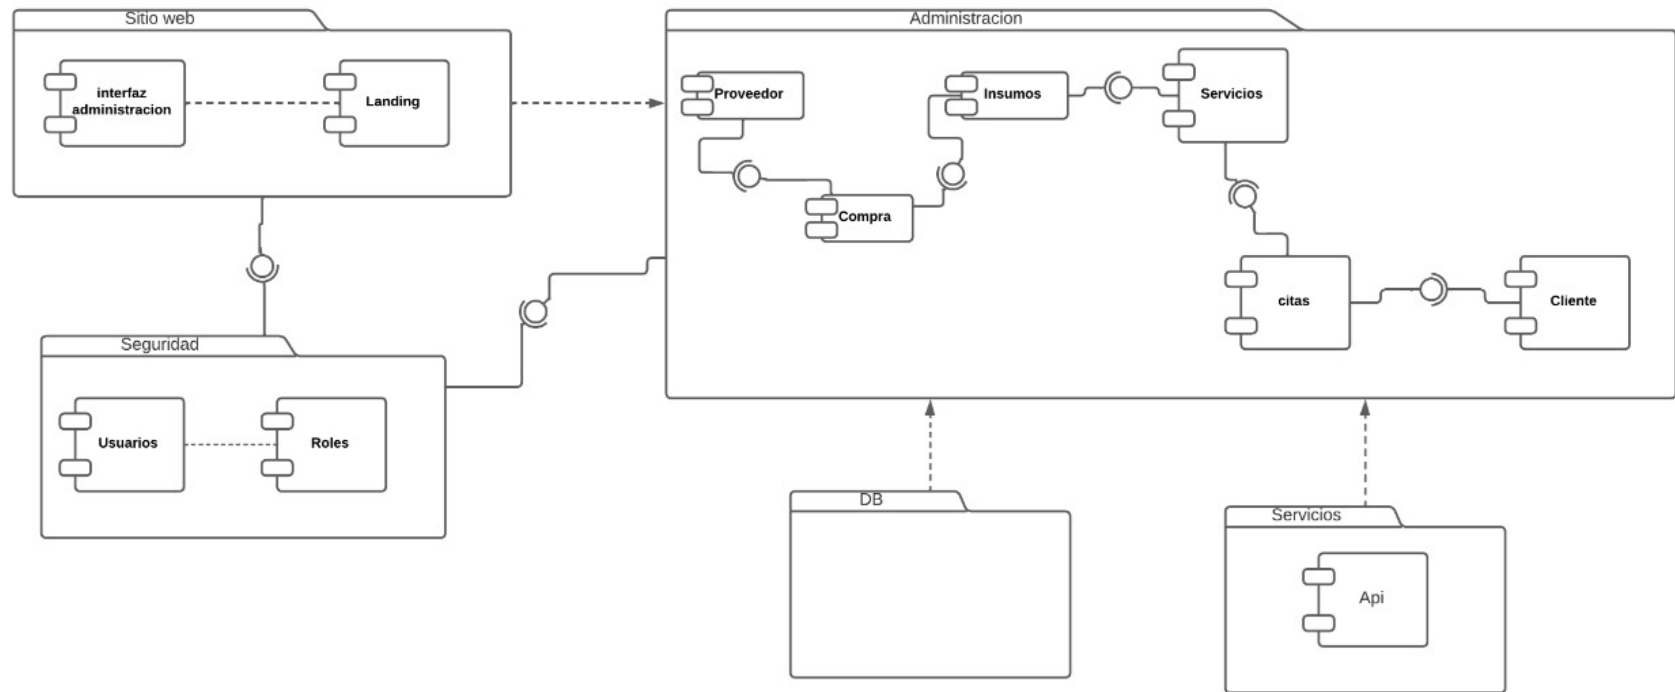 Sitio web
Administracion
interfaz
administracion
Landing
Proveedor
Insumos
Servicios
Compra
citas
Cliente
Seguridad
Usuarios
Roles
DB
Servicios
Api